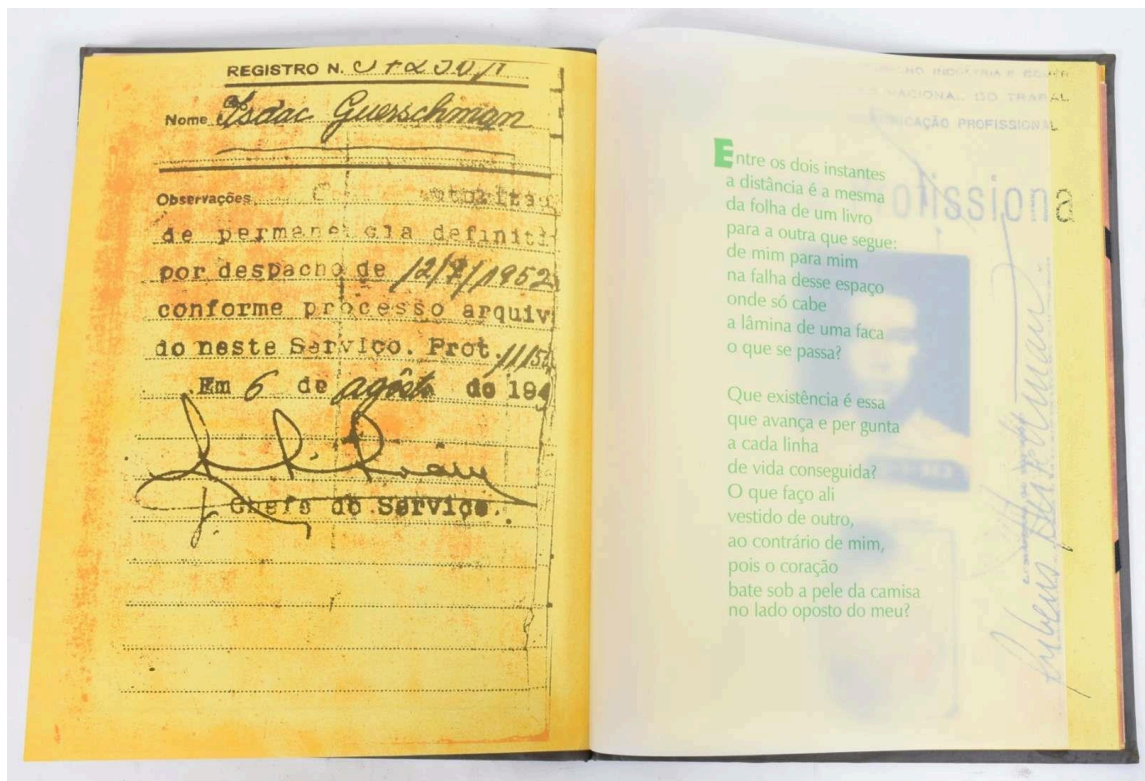 REGISTRO N.
Nome Isaac Guerschman
Observações
de permanencia definiti
por despacho de 12/7/1952
conforme processo arquiv
do neste Serviço. Prot.
Em 6 de agôsto de 194
Chefe do Serviço.
NACIONAL DO TRABAL
CAÇÃO PROFISSIONAL
ofissiona
Entre os dois instantes
a distância é a mesma
da folha de um livro
para a outra que segue:
de mim para mim
na falha desse espaço
onde só cabe
a lâmina de uma faca
o que se passa?
Que existência é essa
que avança e per gunta
a cada linha
de vida conseguida?
O que faço ali
vestido de outro,
ao contrário de mim,
pois o coração
bate sob a pele da camisa
no lado oposto do meu?
Rubens Guerschman